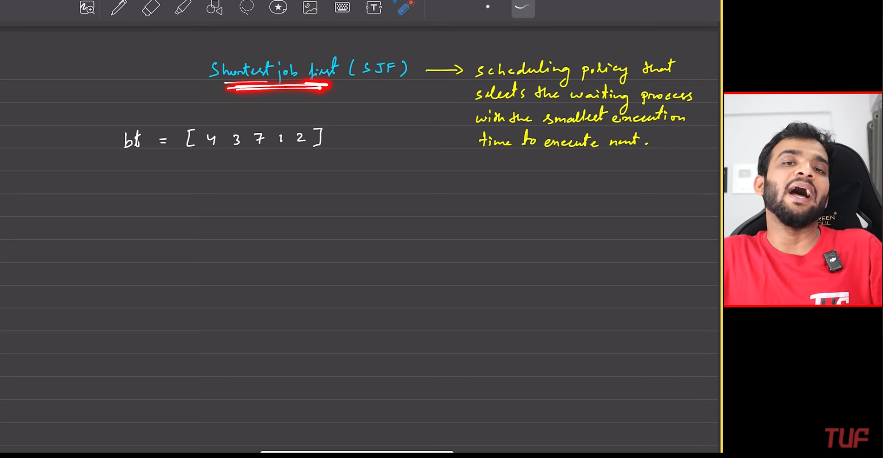 Shortest job first (SJF) → scheduling policy that
selects the waiting process
with the smallest execution
time to execute next.
bt = [ 4 3 7 1 2 ]
TUF